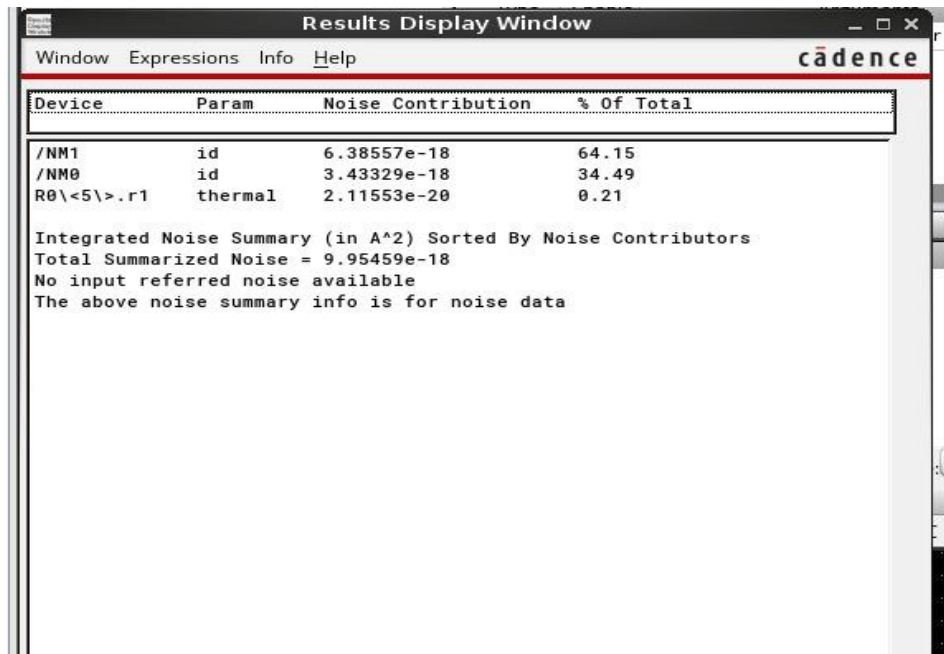 Results Display Window
Window Expressions Info Help
cādence
Device Param Noise Contribution % Of Total
/NM1 id 6.38557e-18 64.15
/NM0 id 3.43329e-18 34.49
R0\<5\>.r1 thermal 2.11553e-20 0.21
Integrated Noise Summary (in A^2) Sorted By Noise Contributors
Total Summarized Noise = 9.95459e-18
No input referred noise available
The above noise summary info is for noise data